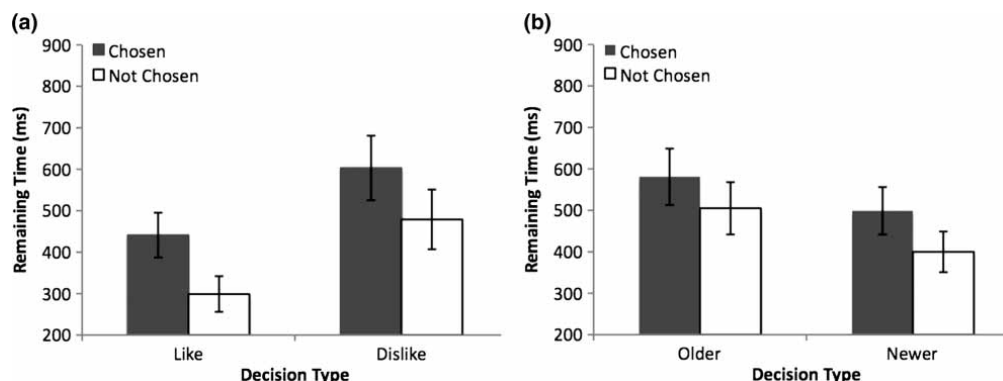 (a)
900
800
700
600
500
400
300
200
Remaining Time (ms)
Chosen
Not Chosen
Like
Dislike
Decision Type
(b)
900
800
700
600
500
400
300
200
Remaining Time (ms)
Chosen
Not Chosen
Older
Newer
Decision Type